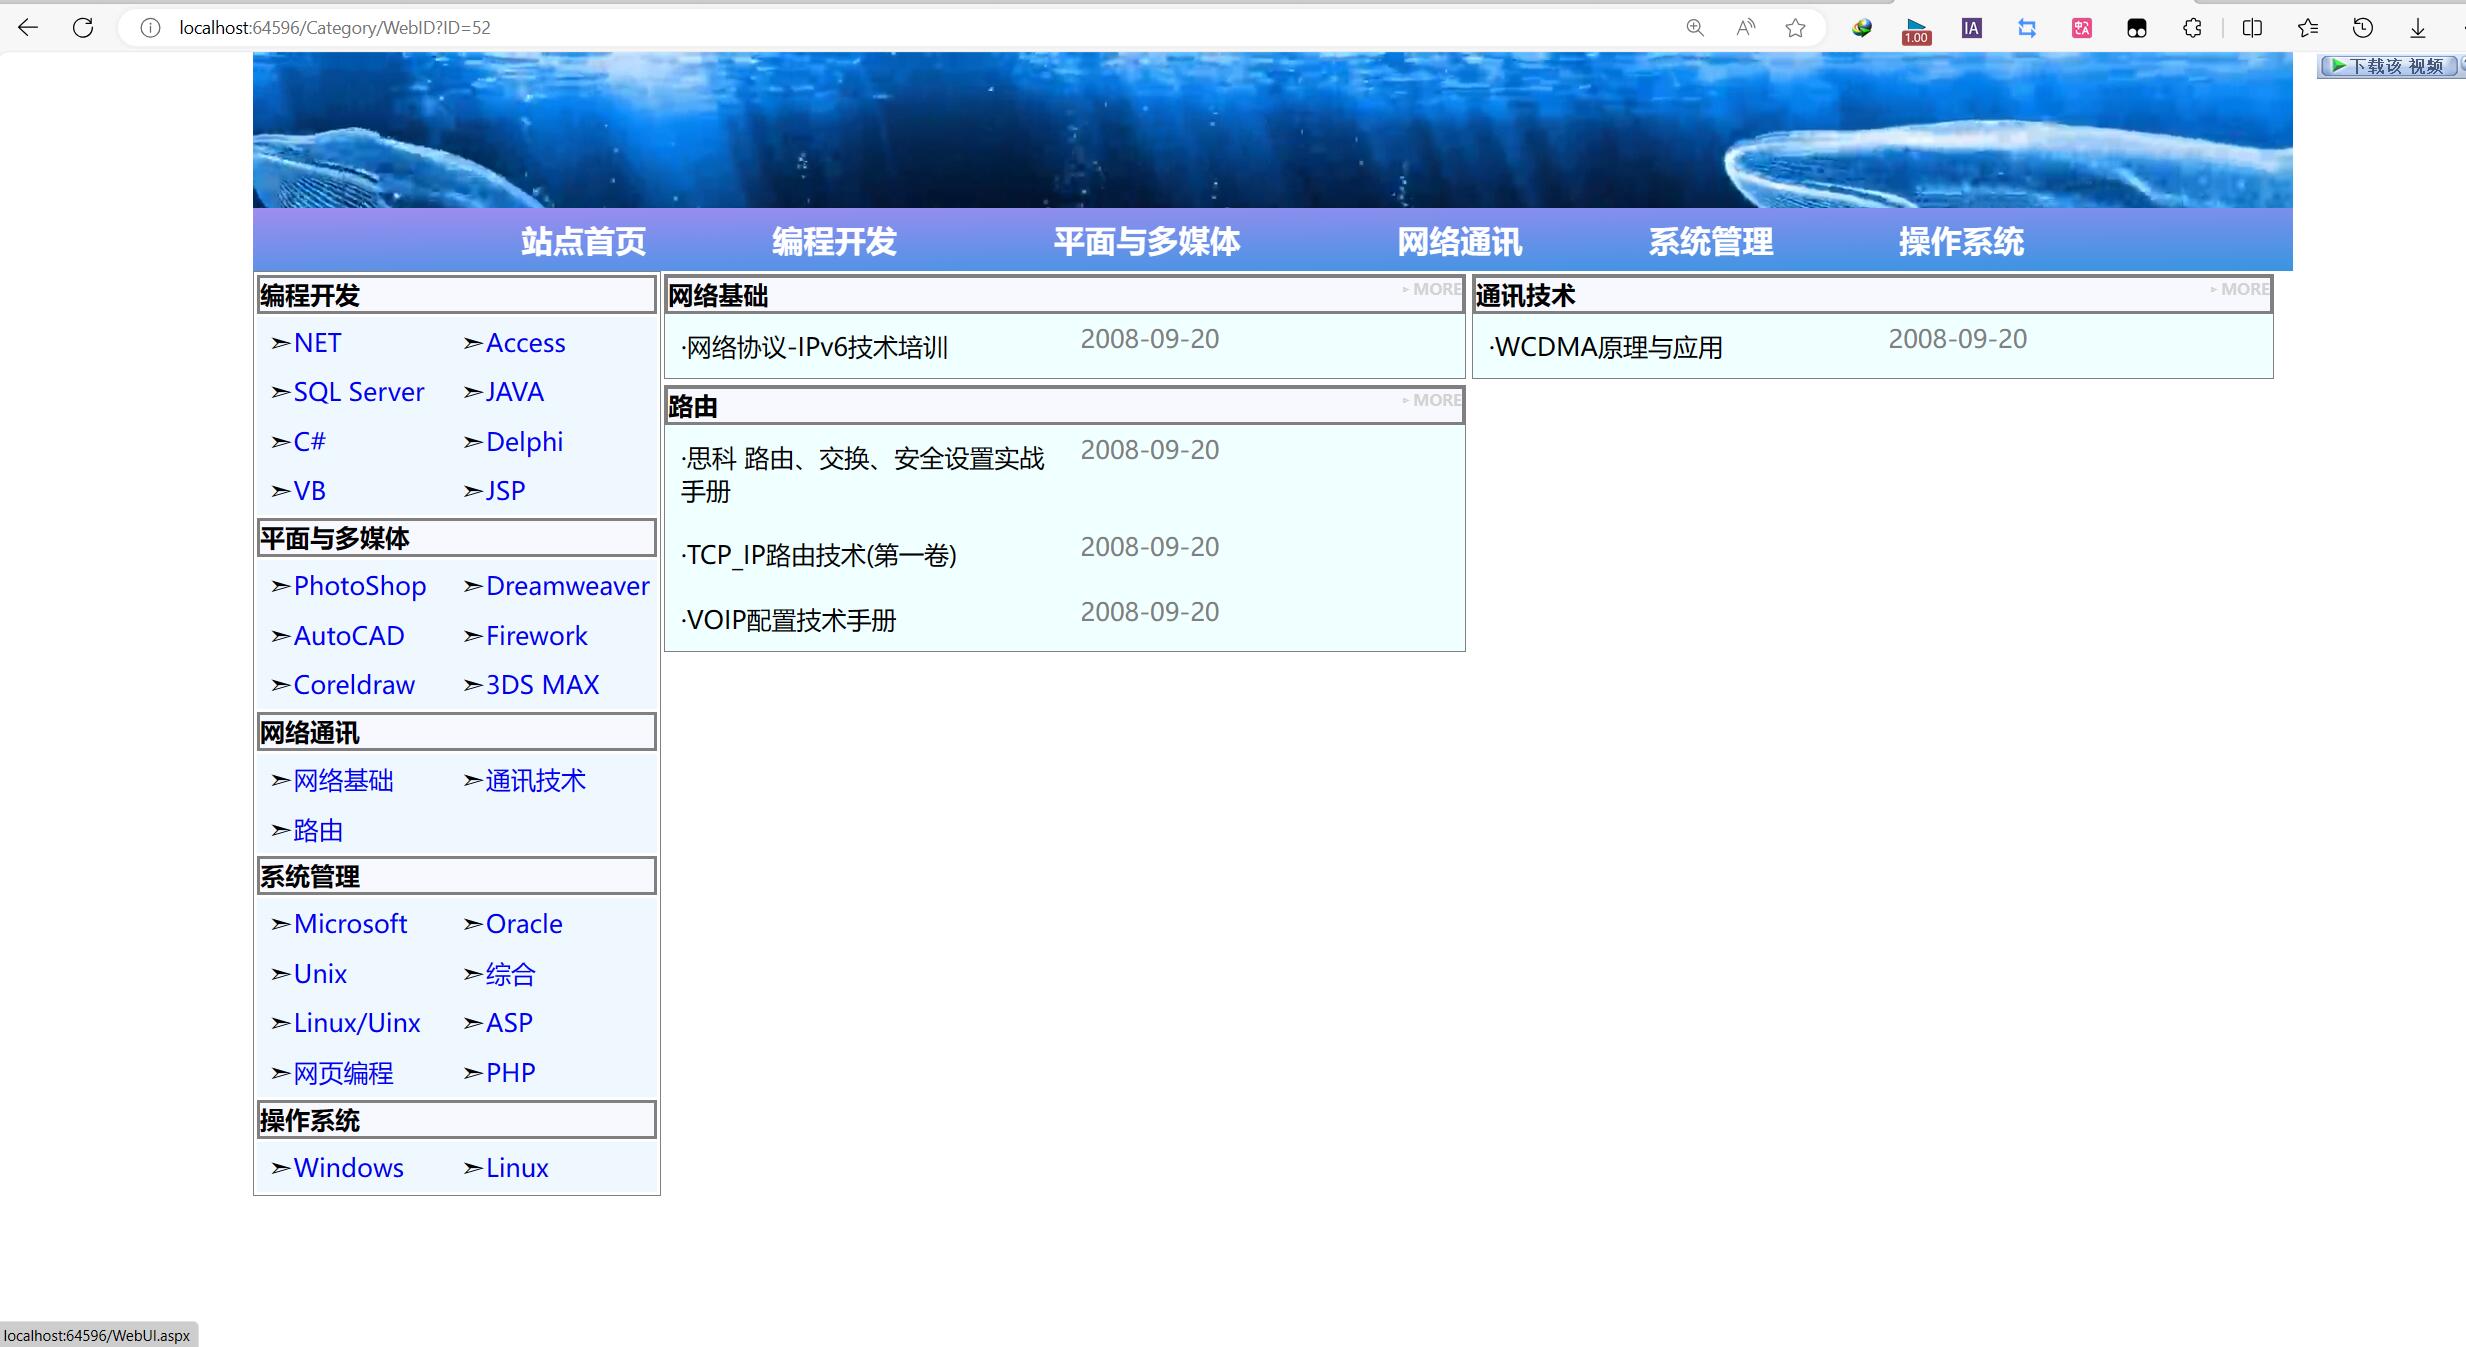 localhost:64596/Category/WebID?ID=52
1.00
IA
下载该 视频
站点首页 编程开发 平面与多媒体 网络通讯 系统管理 操作系统
编程开发
➣NET ➣Access
➣SQL Server ➣JAVA
➣C# ➣Delphi
➣VB ➣JSP
平面与多媒体
➣PhotoShop ➣Dreamweaver
➣AutoCAD ➣Firework
➣Coreldraw ➣3DS MAX
网络通讯
➣网络基础 ➣通讯技术
➣路由
系统管理
➣Microsoft ➣Oracle
➣Unix ➣综合
➣Linux/Uinx ➣ASP
➣网页编程 ➣PHP
操作系统
➣Windows ➣Linux
网络基础 ▸ MORE
·网络协议-IPv6技术培训 2008-09-20
路由 ▸ MORE
·思科 路由、交换、安全设置实战
手册 2008-09-20
·TCP_IP路由技术(第一卷) 2008-09-20
·VOIP配置技术手册 2008-09-20
通讯技术 ▸ MORE
·WCDMA原理与应用 2008-09-20
localhost:64596/WebUI.aspx